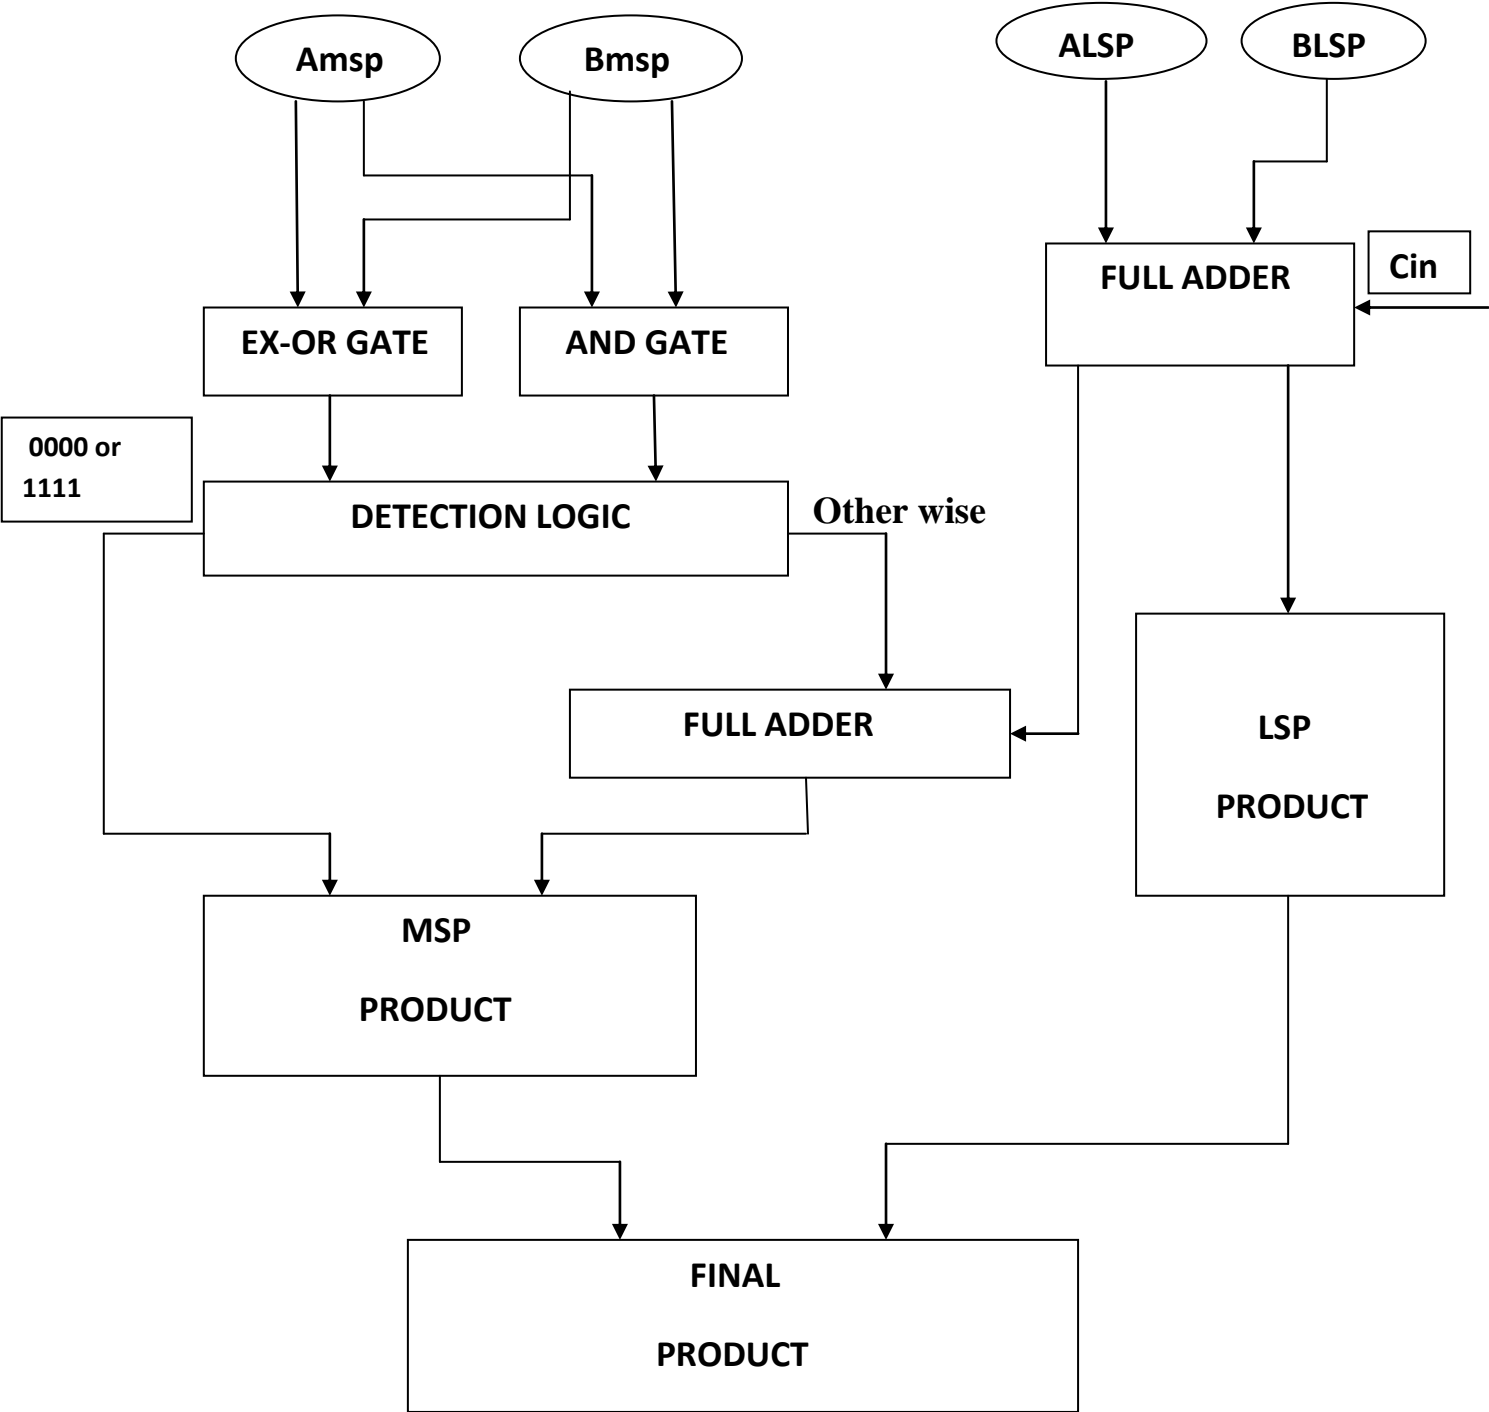 Amsp
Bmsp
ALSP
BLSP
FULL ADDER
Cin
EX-OR GATE
AND GATE
0000 or
1111
DETECTION LOGIC
Other wise
FULL ADDER
LSP
PRODUCT
MSP
PRODUCT
FINAL
PRODUCT